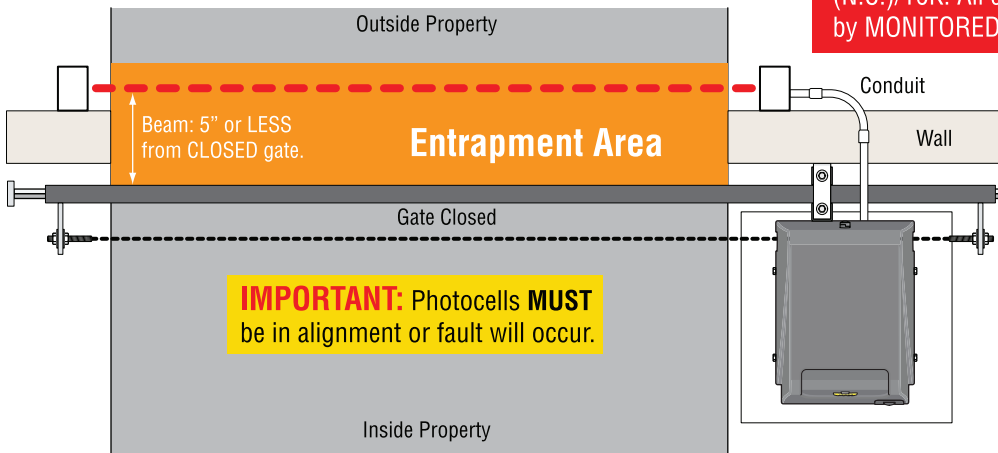 Outside Property
by MONITORED
Conduit
Beam: 5” or LESS
from CLOSED gate.
Entrapment Area
Wall
Gate Closed
IMPORTANT: Photocells MUST
be in alignment or fault will occur.
Inside Property